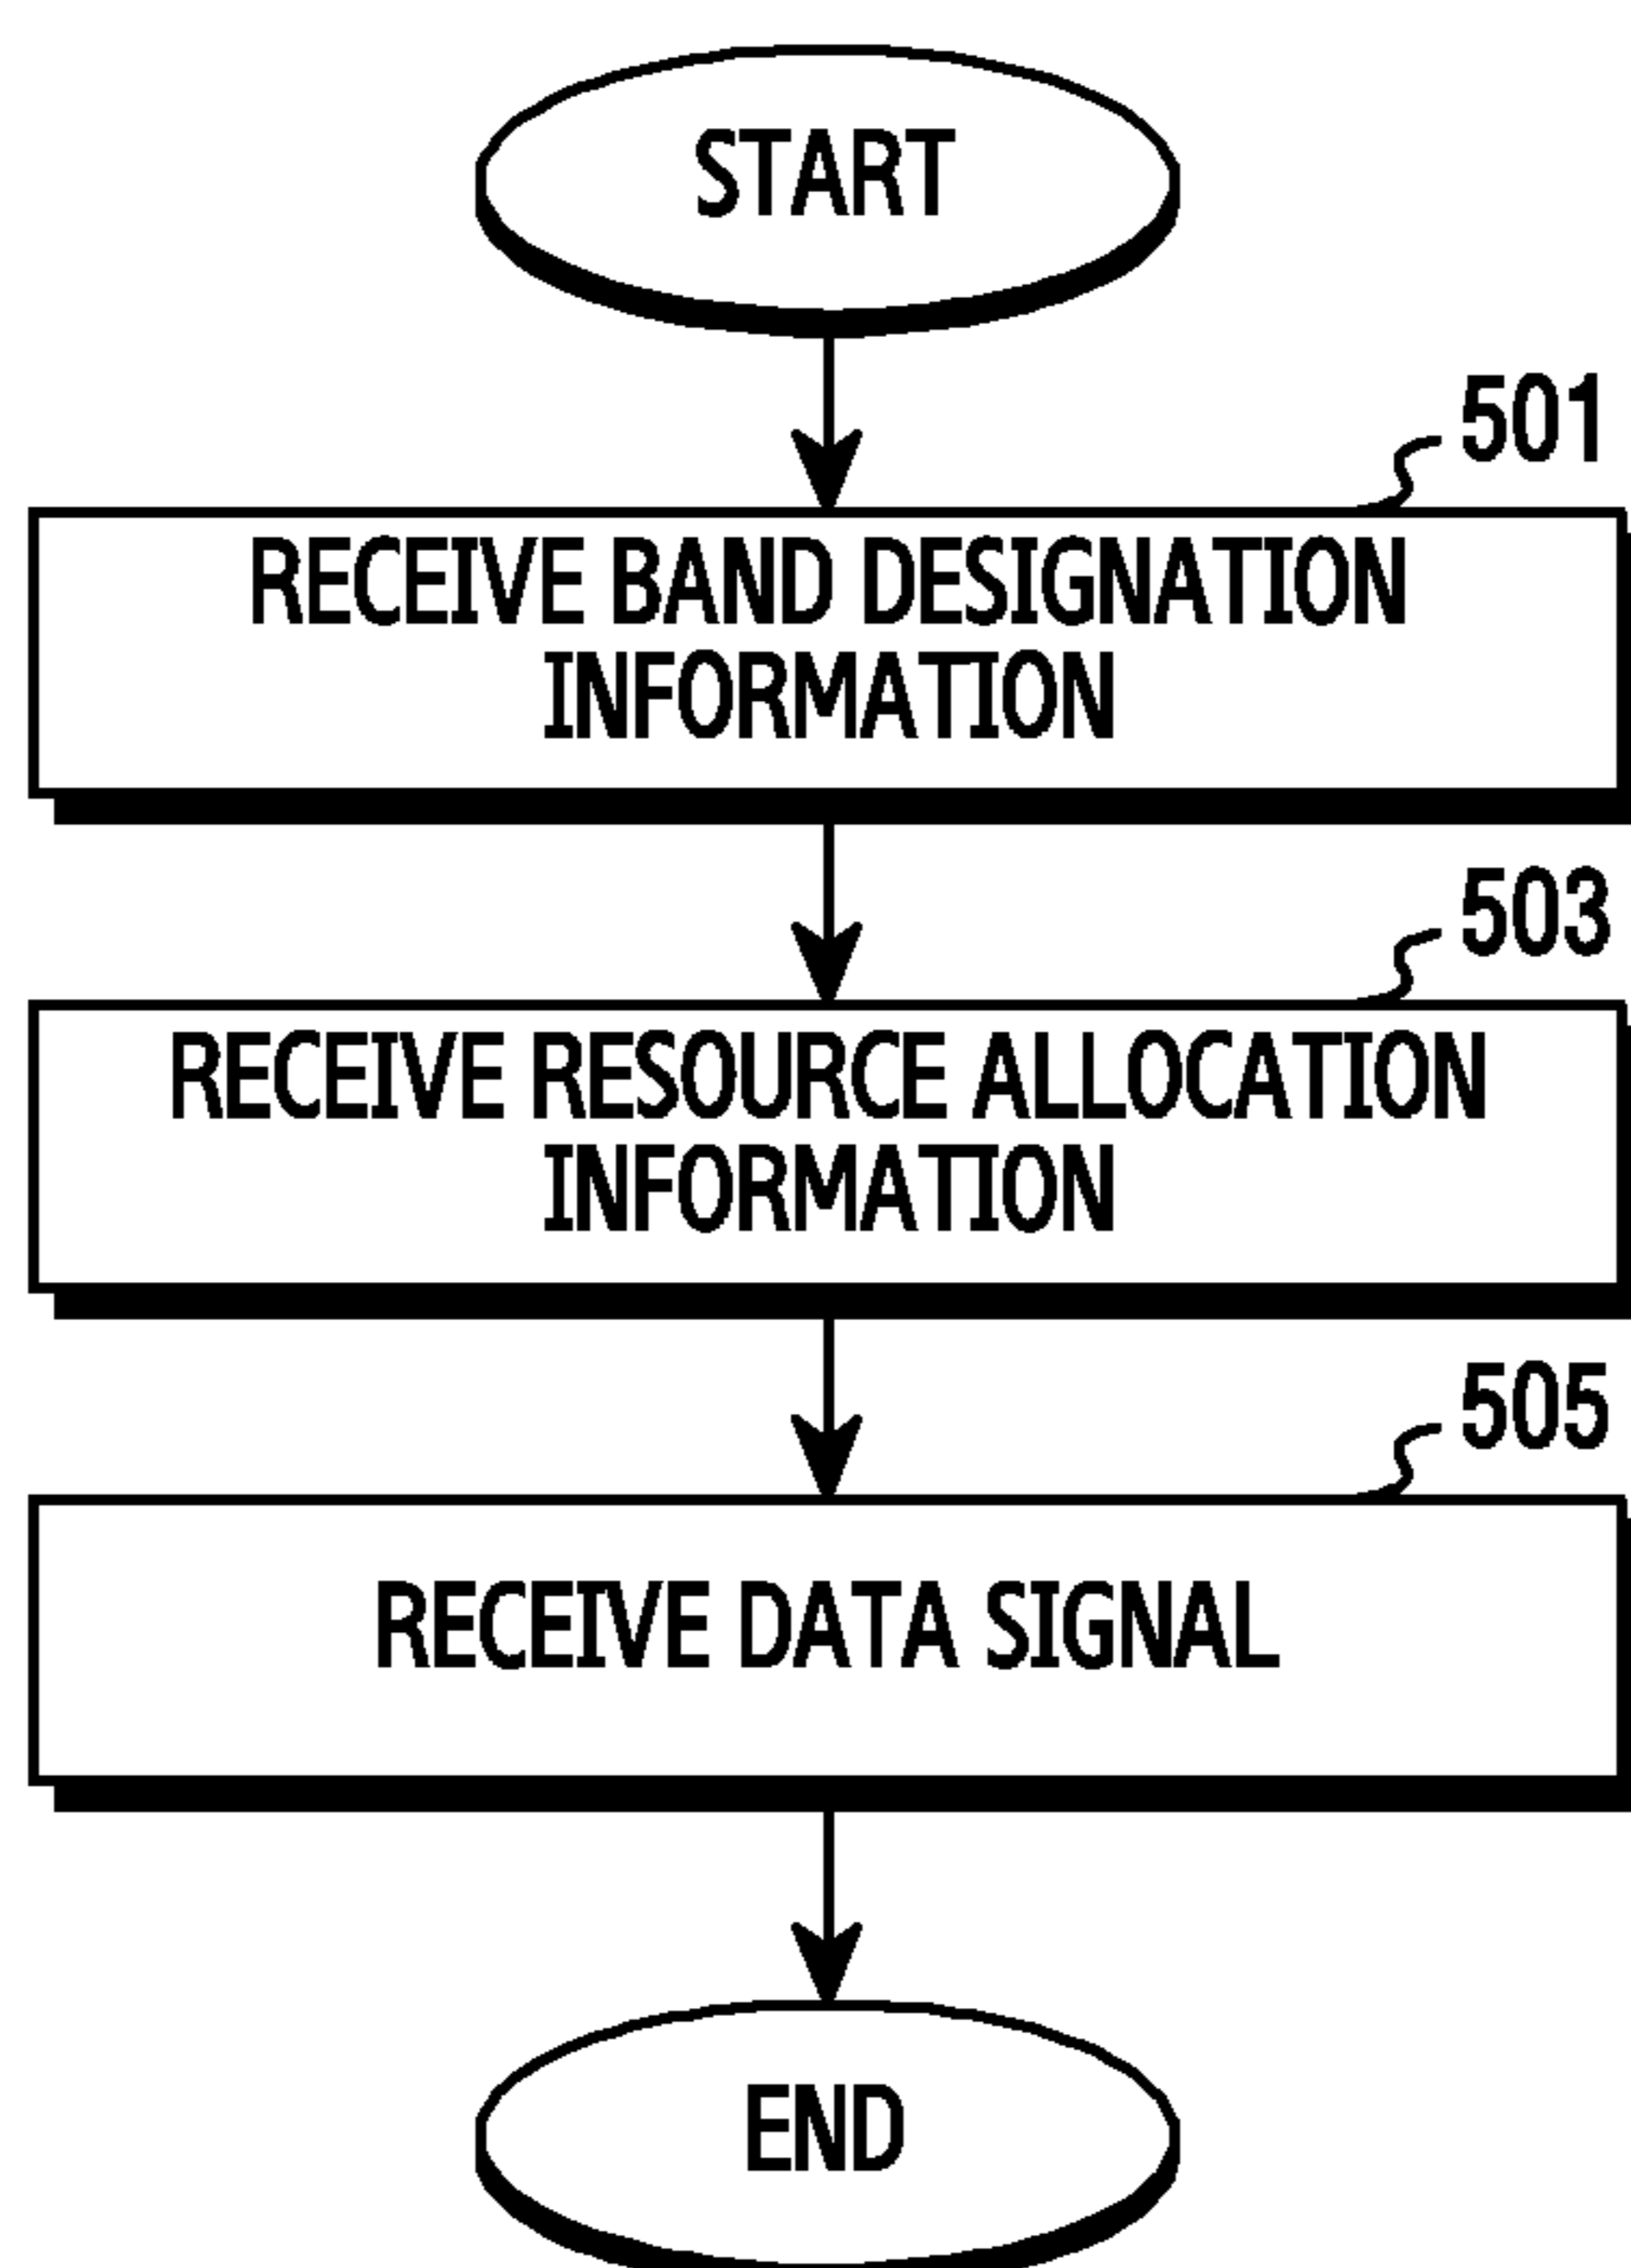 START
501
RECEIVE BAND DESIGNATION
INFORMATION
503
RECEIVE RESOURCE ALLOCATION
INFORMATION
505
RECEIVE DATA SIGNAL
END